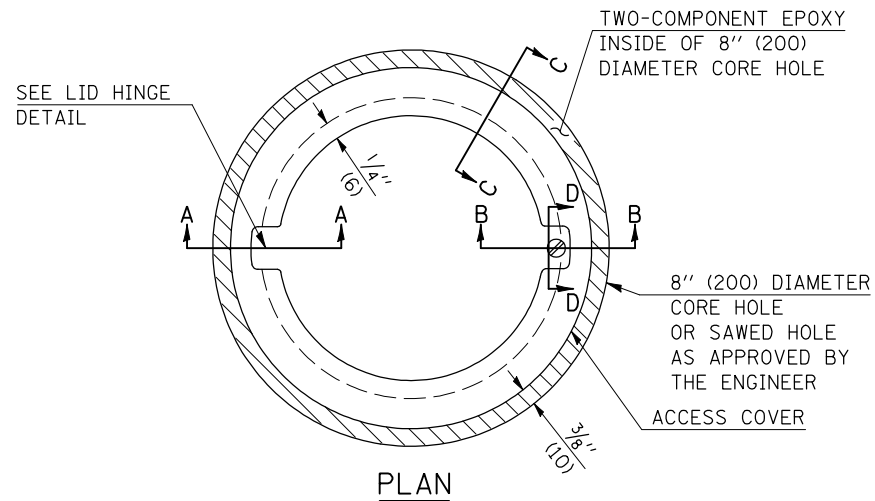 TWO-COMPONENT EPOXY
INSIDE OF 8" (200)
DIAMETER CORE HOLE
SEE LID HINGE
DETAIL
C
C
1/4"
(6)
A
A
B
B
D
D
8" (200) DIAMETER
CORE HOLE
OR SAWED HOLE
AS APPROVED BY
THE ENGINEER
ACCESS COVER
3/8"
(10)
PLAN